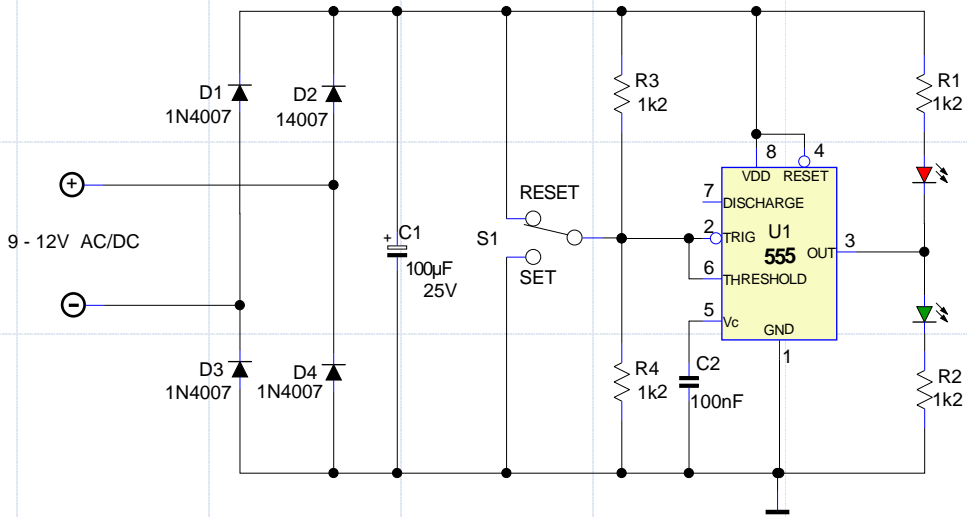 D1
1N4007
D2
14007
+
9 - 12V AC/DC
-
D3
1N4007
D4
1N4007
+
C1
100µF
25V
RESET
S1
SET
R3
1k2
R4
1k2
8
4
VDD
RESET
7
DISCHARGE
2
TRIG
U1
555
OUT
3
6
THRESHOLD
5
Vc
GND
1
C2
100nF
R1
1k2
R2
1k2